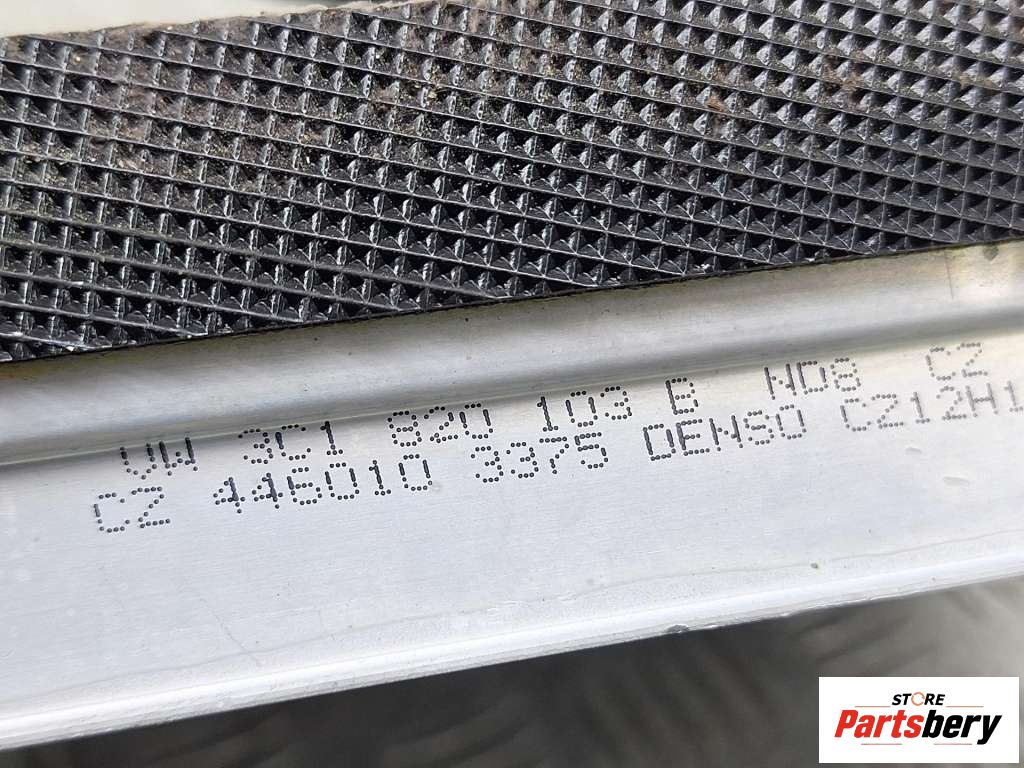 VW 3C1 820 103 B ND8 CZ
CZ 446010 3375 DENSO CZ12H1
STORE
Partsbery